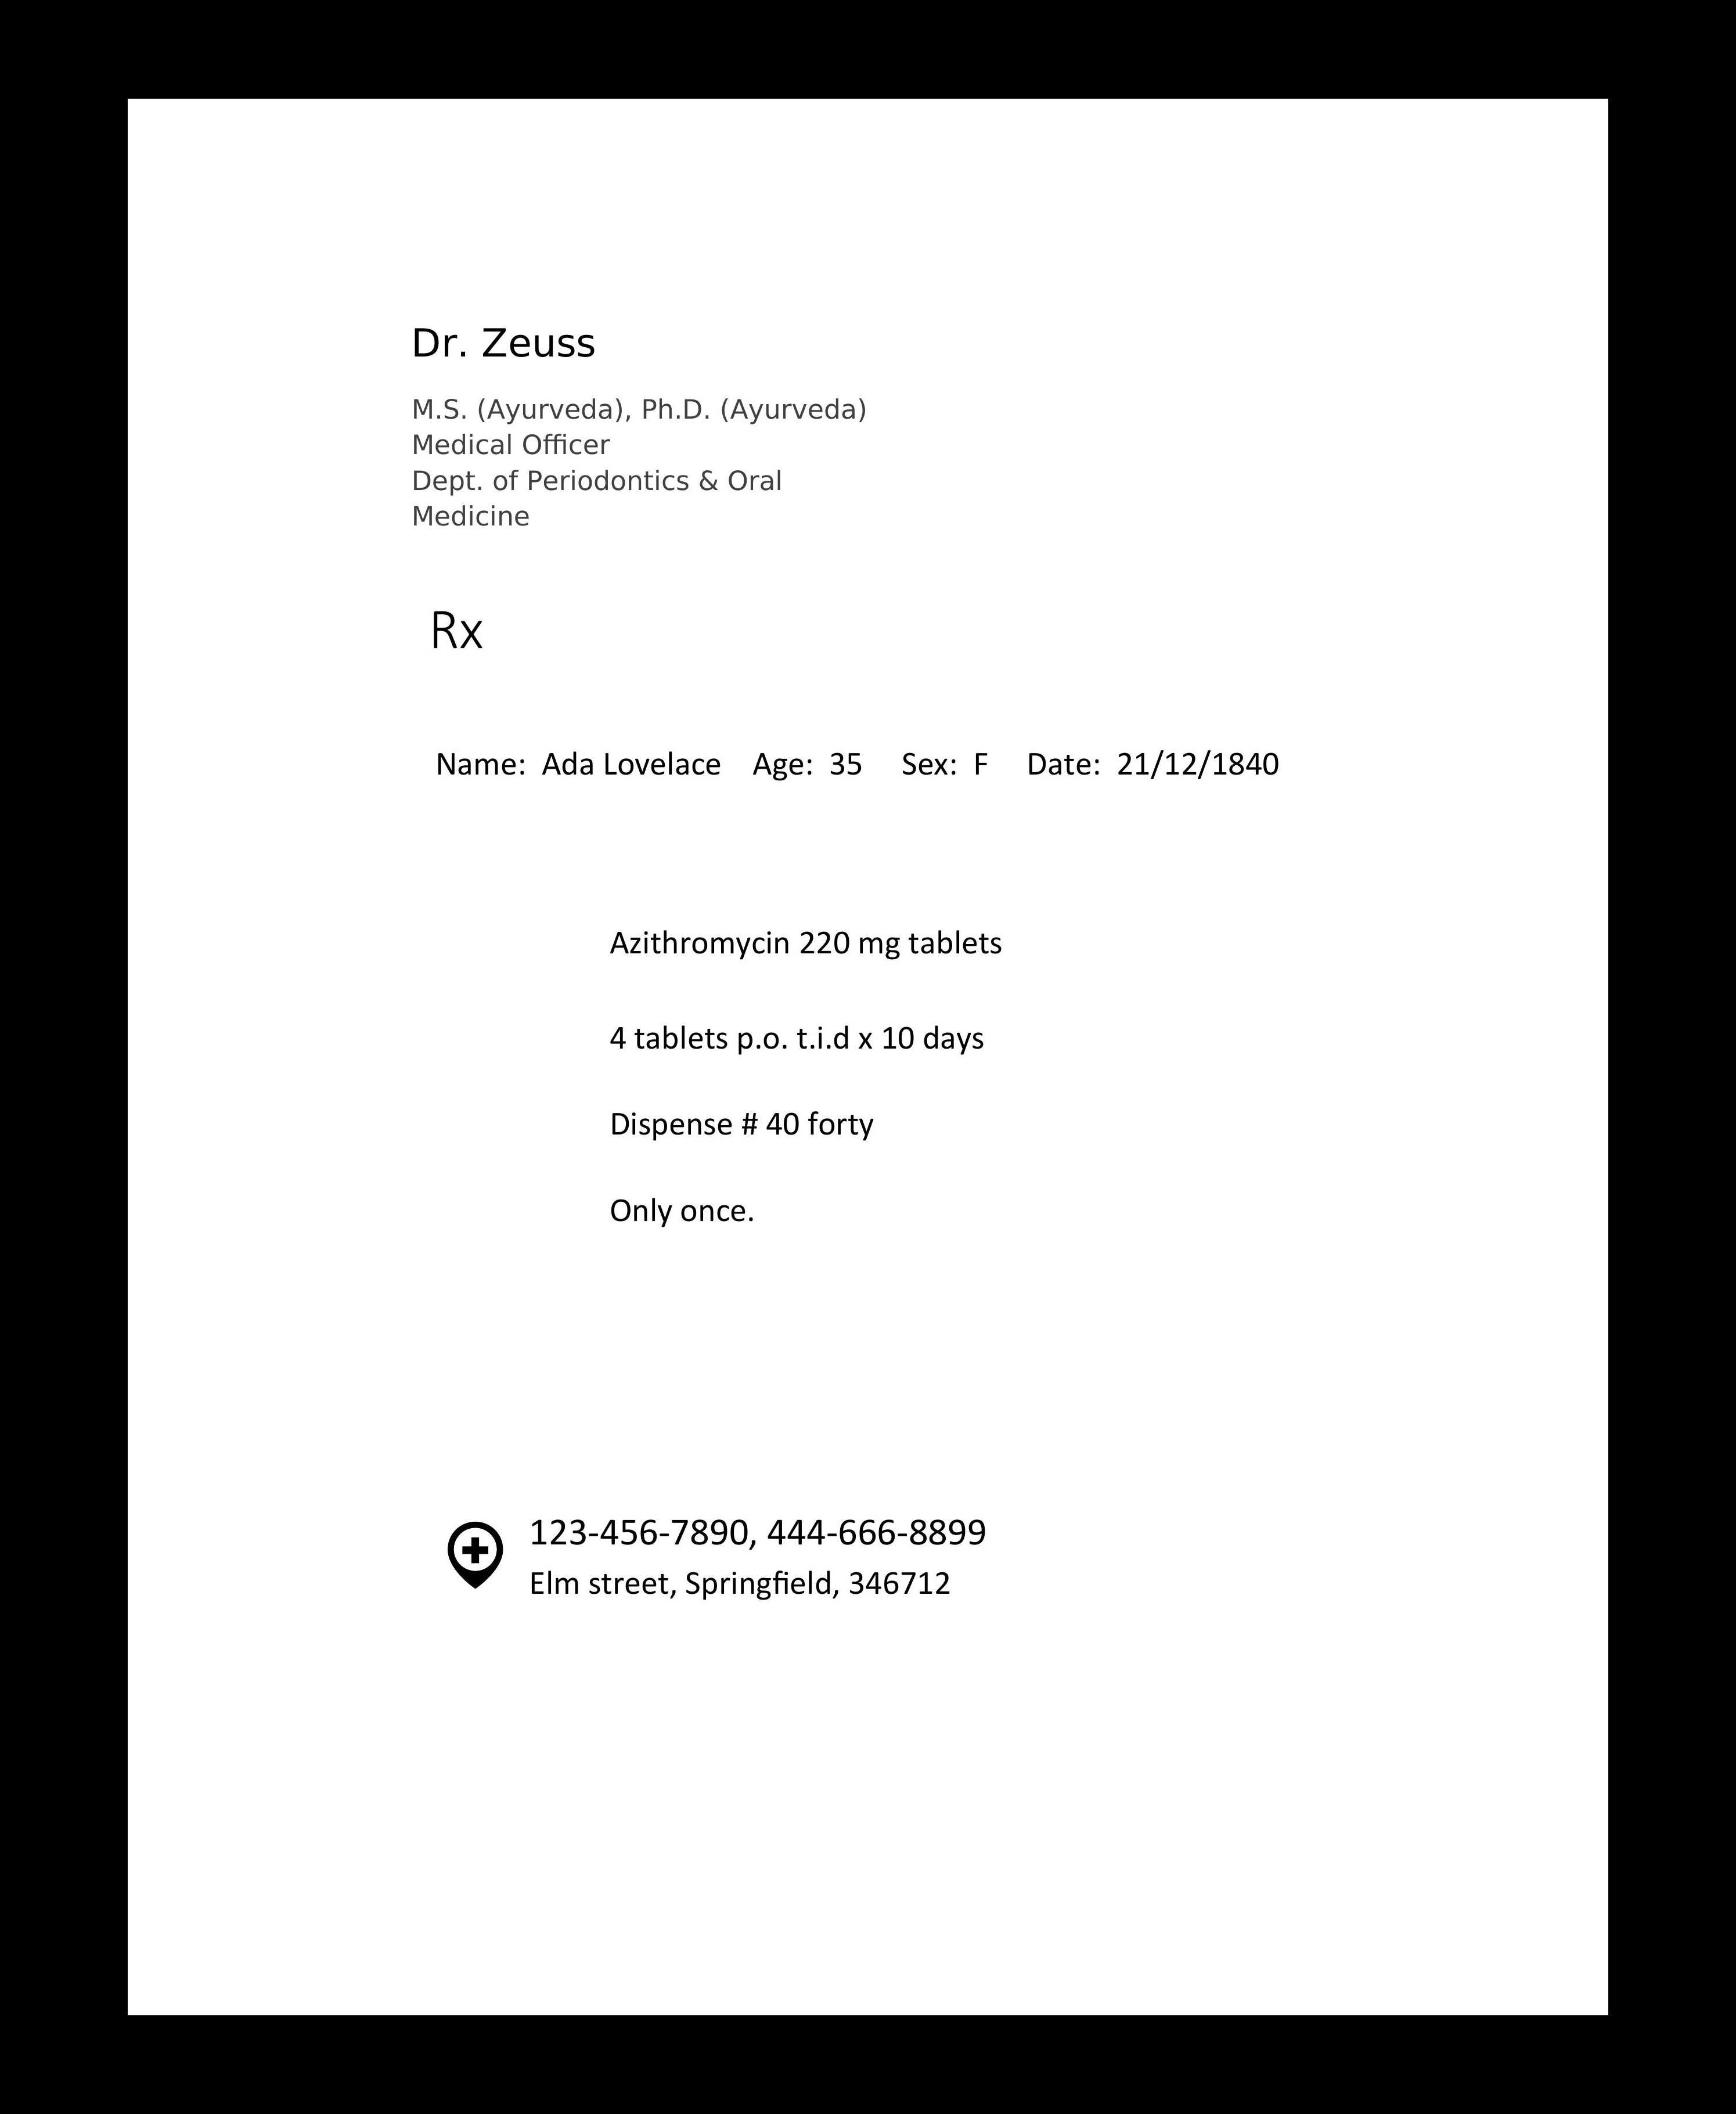 Dr. Zeuss
M.S. (Ayurveda), Ph.D. (Ayurveda)
Medical Officer
Dept. of Periodontics & Oral
Medicine
Rx
Name: Ada Lovelace Age: 35 Sex: F Date: 21/12/1840
Azithromycin 220 mg tablets
4 tablets p.o. t.i.d x 10 days
Dispense # 40 forty
Only once.
123-456-7890, 444-666-8899
Elm street, Springfield, 346712